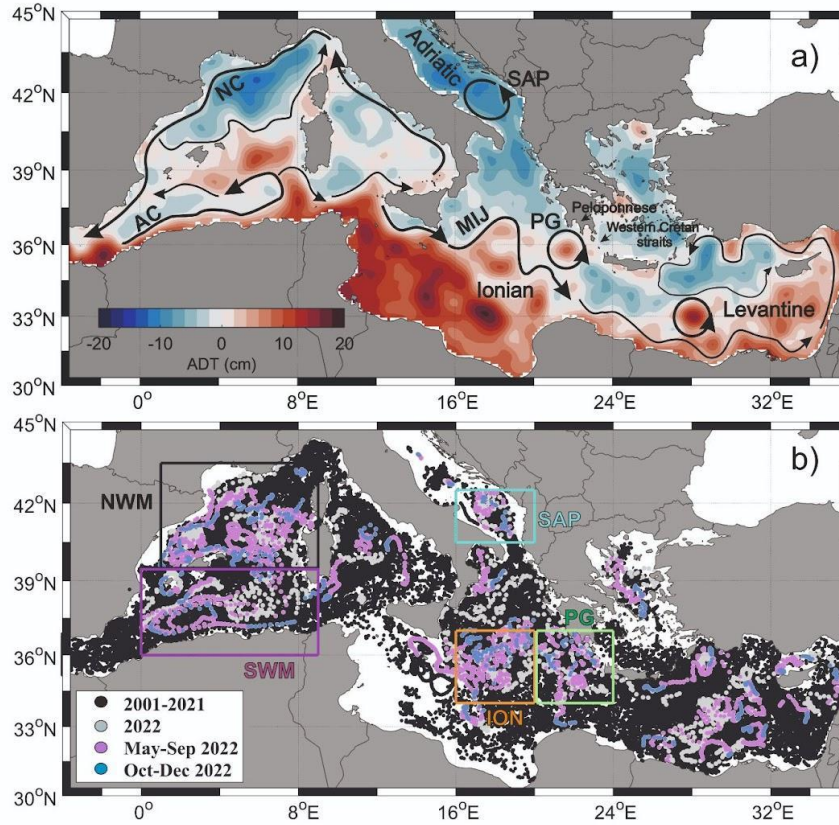 45°N
42°N
39°N
36°N
33°N
30°N
a)
NC
Adriatic
SAP
AC
MIJ
PG
Peloponnese
Western Cretan
straits
Ionian
Levantine
-20 -10 0 10 20
ADT (cm)
0° 8°E 16°E 24°E 32°E
45°N
42°N
39°N
36°N
33°N
30°N
b)
NWM
SAP
PG
SWM
ION
2001-2021
2022
May-Sep 2022
Oct-Dec 2022
0° 8°E 16°E 24°E 32°E